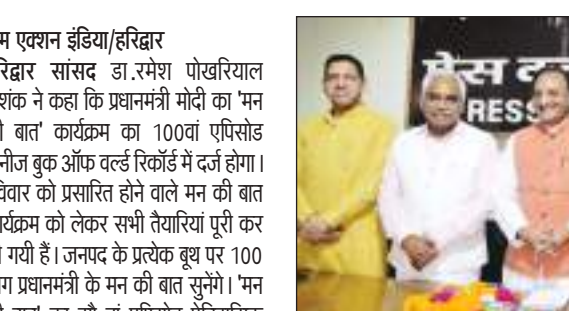 म एक्शन इंडिया/हरिद्वार
रिद्वार सांसद डा.रमेश पोखरियाल
शंक ने कहा कि प्रधानमंत्री मोदी का 'मन
बात' कार्यक्रम का 100वां एपिसोड
नीज बुक ऑफ वर्ल्ड रिकॉर्ड में दर्ज होगा।
विवार को प्रसारित होने वाले मन की बात
र्यक्रम को लेकर सभी तैयारियां पूरी कर
गयी हैं। जनपद के प्रत्येक बूथ पर 100
ग प्रधानमंत्री के मन की बात सुनेंगे। 'मन
प्रेस क
PRESS